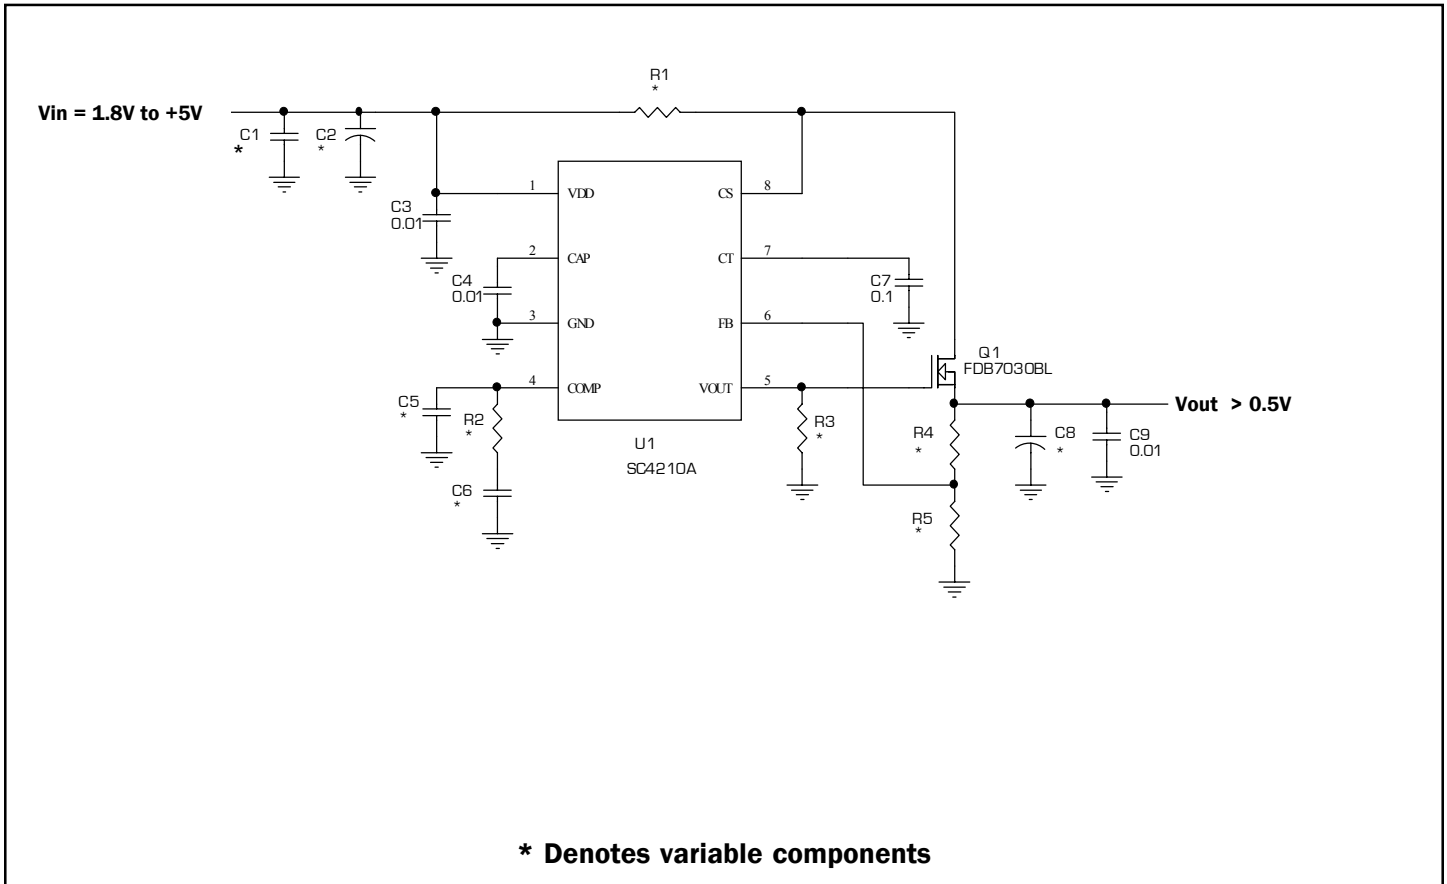 R1
*
Vin = 1.8V to +5V
C1
*
C2
*
1
VDD
CS
8
C3
0.01
2
CAP
CT
7
C4
0.01
C7
0.1
3
GND
FB
6
Q1
FDB7030BL
4
COMP
VOUT
5
C5
*
R2
*
R3
*
R4
*
C8
*
C9
0.01
Vout > 0.5V
U1
SC4210A
C6
*
R5
*
* Denotes variable components